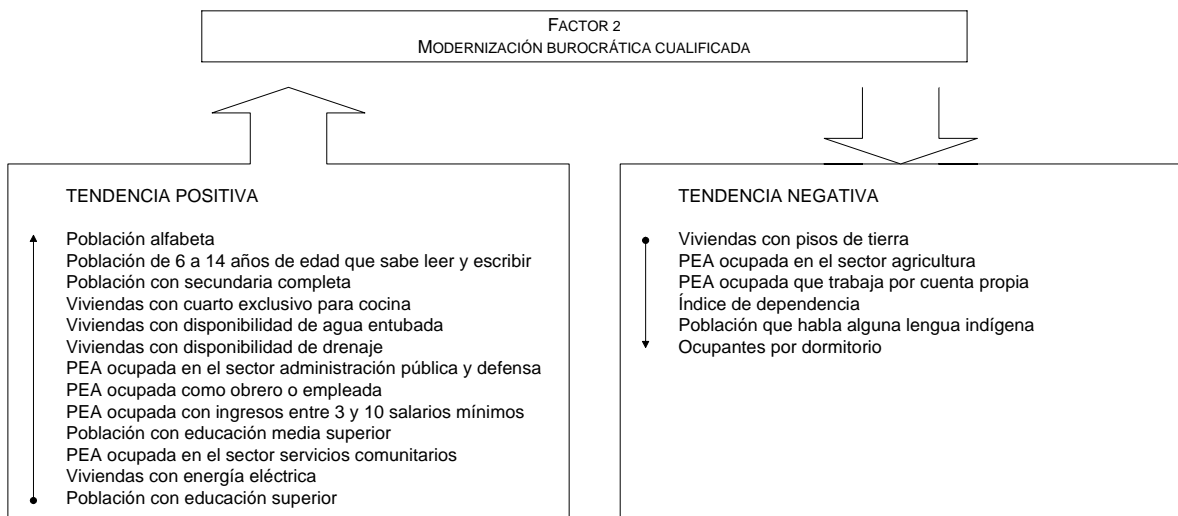 FACTOR 2
MODERNIZACIÓN BUROCRÁTICA CUALIFICADA
TENDENCIA POSITIVA
Población alfabeta
Población de 6 a 14 años de edad que sabe leer y escribir
Población con secundaria completa
Viviendas con cuarto exclusivo para cocina
Viviendas con disponibilidad de agua entubada
Viviendas con disponibilidad de drenaje
PEA ocupada en el sector administración pública y defensa
PEA ocupada como obrero o empleada
PEA ocupada con ingresos entre 3 y 10 salarios mínimos
Población con educación media superior
PEA ocupada en el sector servicios comunitarios
Viviendas con energía eléctrica
Población con educación superior
TENDENCIA NEGATIVA
Viviendas con pisos de tierra
PEA ocupada en el sector agricultura
PEA ocupada que trabaja por cuenta propia
Índice de dependencia
Población que habla alguna lengua indígena
Ocupantes por dormitorio